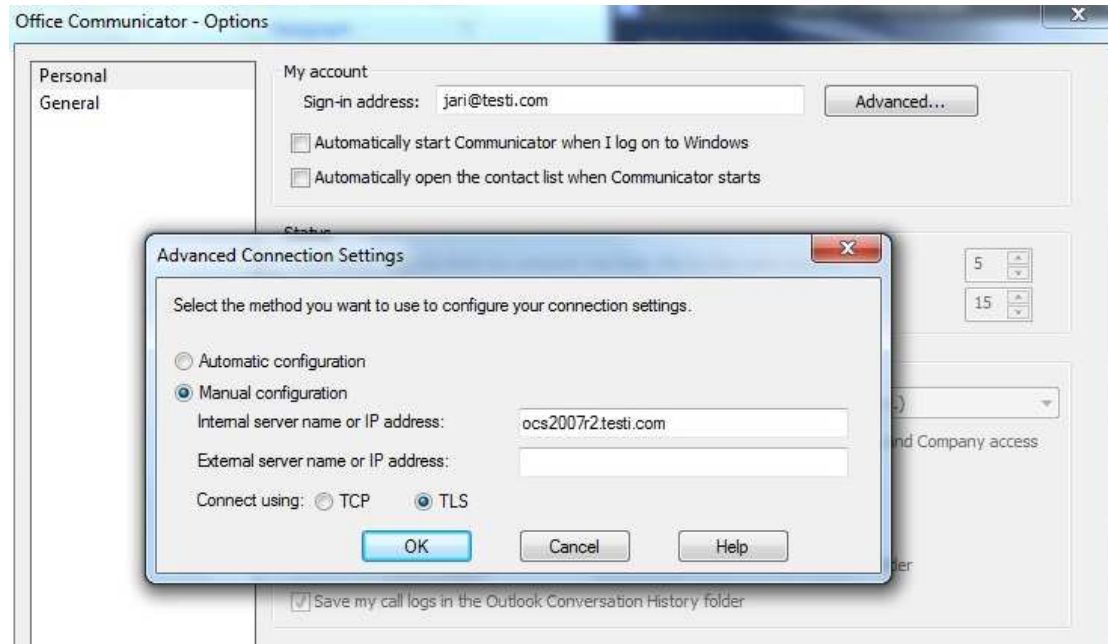 Office Communicator - Options
Personal
General
My account
Sign-in address: jari@testi.com Advanced...
Automatically start Communicator when I log on to Windows
Automatically open the contact list when Communicator starts
Status
5
15
Advanced Connection Settings
Select the method you want to use to configure your connection settings.
Automatic configuration
Manual configuration
Internal server name or IP address: ocs2007r2.testi.com
External server name or IP address:
Connect using: TCP TLS
OK Cancel Help
and Company access
Save my call logs in the Outlook Conversation History folder